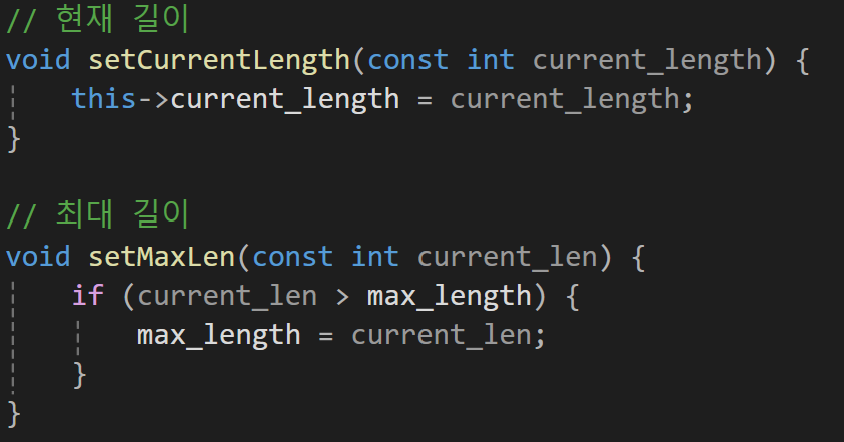 // 현재 길이
void setCurrentLength(const int current_length) {
    this->current_length = current_length;
}
// 최대 길이
void setMaxLen(const int current_len) {
    if (current_len > max_length) {
        max_length = current_len;
    }
}